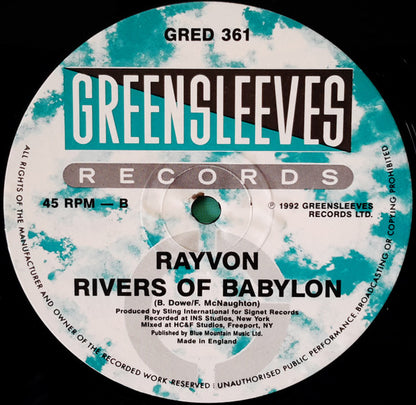 GRED 361
GREENSLEEVES
RECORDS
45 RPM — B
℗ 1992 GREENSLEEVES
RECORDS LTD.
RAYVON
RIVERS OF BABYLON
(B. Dowe/F. McNaughton)
Produced by Sting International for Signet Records
Recorded at INS Studios, New York
Mixed at HC&F Studios, Freeport, NY
Published by Blue Mountain Music Ltd.
Made in England
ALL RIGHTS OF THE MANUFACTURER AND OWNER OF THE RECORDED WORK RESERVED UNAUTHORISED PUBLIC PERFORMANCE, BROADCASTING OR COPYING PROHIBITED